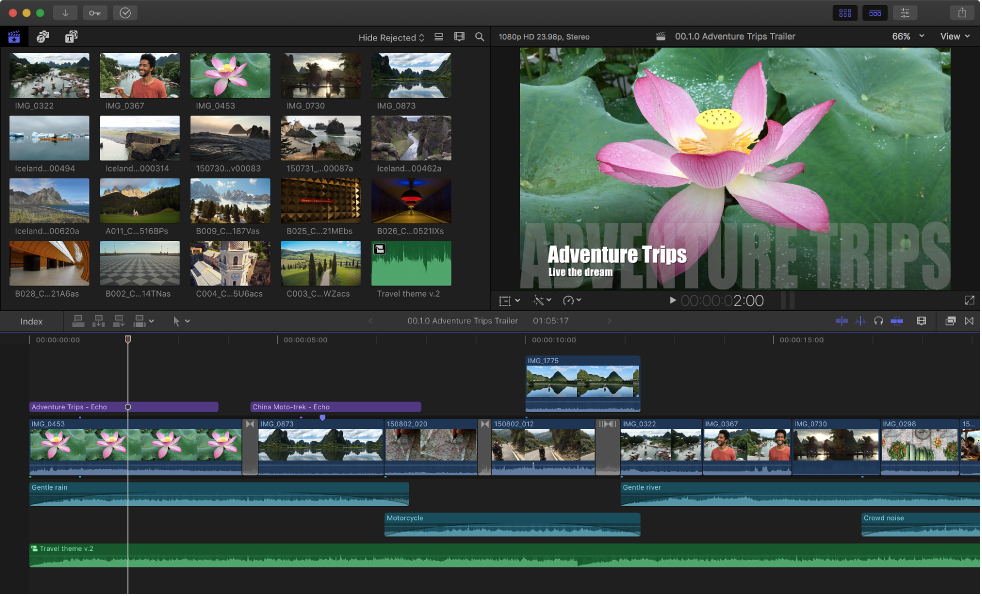 Hide Rejected
1080p HD 23.98p, Stereo
00.1.0 Adventure Trips Trailer
66%
View
IMG_0322
IMG_0367
IMG_0453
IMG_0730
IMG_0873
Iceland...00494
Iceland...000314
150730...v00083
150731_...00087a
Iceland...00462a
Iceland...00620a
A011_C...516BPs
B009_C...187Vas
B025_C...21MEbs
B026_C...0521IXs
B028_C...21A6as
B002_C...14TNas
C004_C...5U6acs
C003_C...WZacs
Travel theme v.2
ADVENTURE TRIPS
Adventure Trips
Live the dream
00:00:02:00
Index
00.1.0 Adventure Trips Trailer
01:05:17
00:00:00:00
00:00:05:00
00:00:10:00
00:00:15:00
IMG_1775
Adventure Trips - Echo
China Moto-trek - Echo
IMG_0453
IMG_0873
150802_020
150802_012
IMG_0322
IMG_0367
IMG_0730
IMG_0298
15...
Gentle rain
Gentle river
Motorcycle
Crowd noise
Travel theme v.2